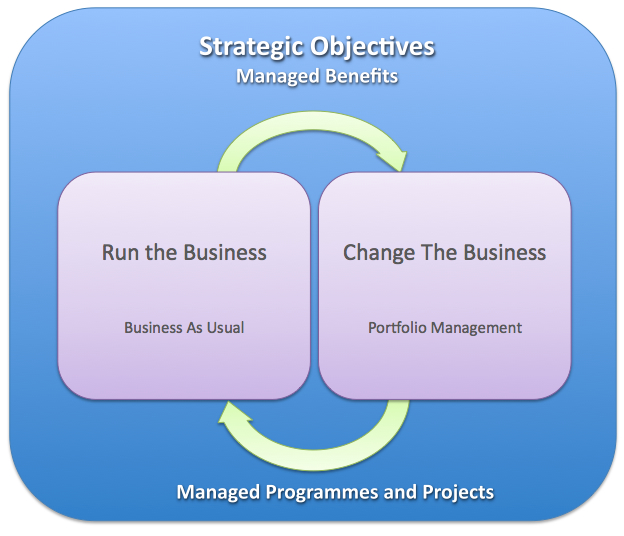 Strategic Objectives
Managed Benefits
Run the Business
Change The Business
Business As Usual
Portfolio Management
Managed Programmes and Projects